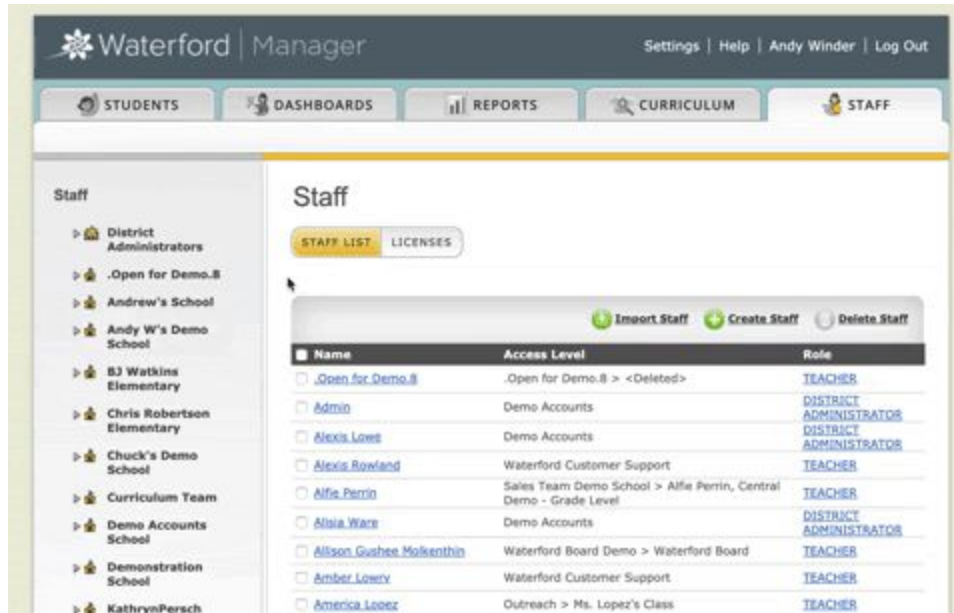 Waterford | Manager
Settings | Help | Andy Winder | Log Out
STUDENTS
DASHBOARDS
REPORTS
CURRICULUM
STAFF
Staff
District
Administrators
.Open for Demo.8
Andrew's School
Andy W's Demo
School
BJ Watkins
Elementary
Chris Robertson
Elementary
Chuck's Demo
School
Curriculum Team
Demo Accounts
School
Demonstration
School
KathrynPersch
Staff
STAFF LIST LICENSES
Import Staff Create Staff Delete Staff
Name Access Level Role
.Open for Demo.8 .Open for Demo.8 > <Deleted> TEACHER
Admin Demo Accounts DISTRICT
ADMINISTRATOR
Alexis Lowe Demo Accounts DISTRICT
ADMINISTRATOR
Alexis Rowland Waterford Customer Support TEACHER
Alfie Perrin Sales Team Demo School > Alfie Perrin, Central
Demo - Grade Level TEACHER
Alisia Ware Demo Accounts DISTRICT
ADMINISTRATOR
Allison Gushee Molkenthin Waterford Board Demo > Waterford Board TEACHER
Amber Lowry Waterford Customer Support TEACHER
America Lopez Outreach > Ms. Lopez's Class TEACHER